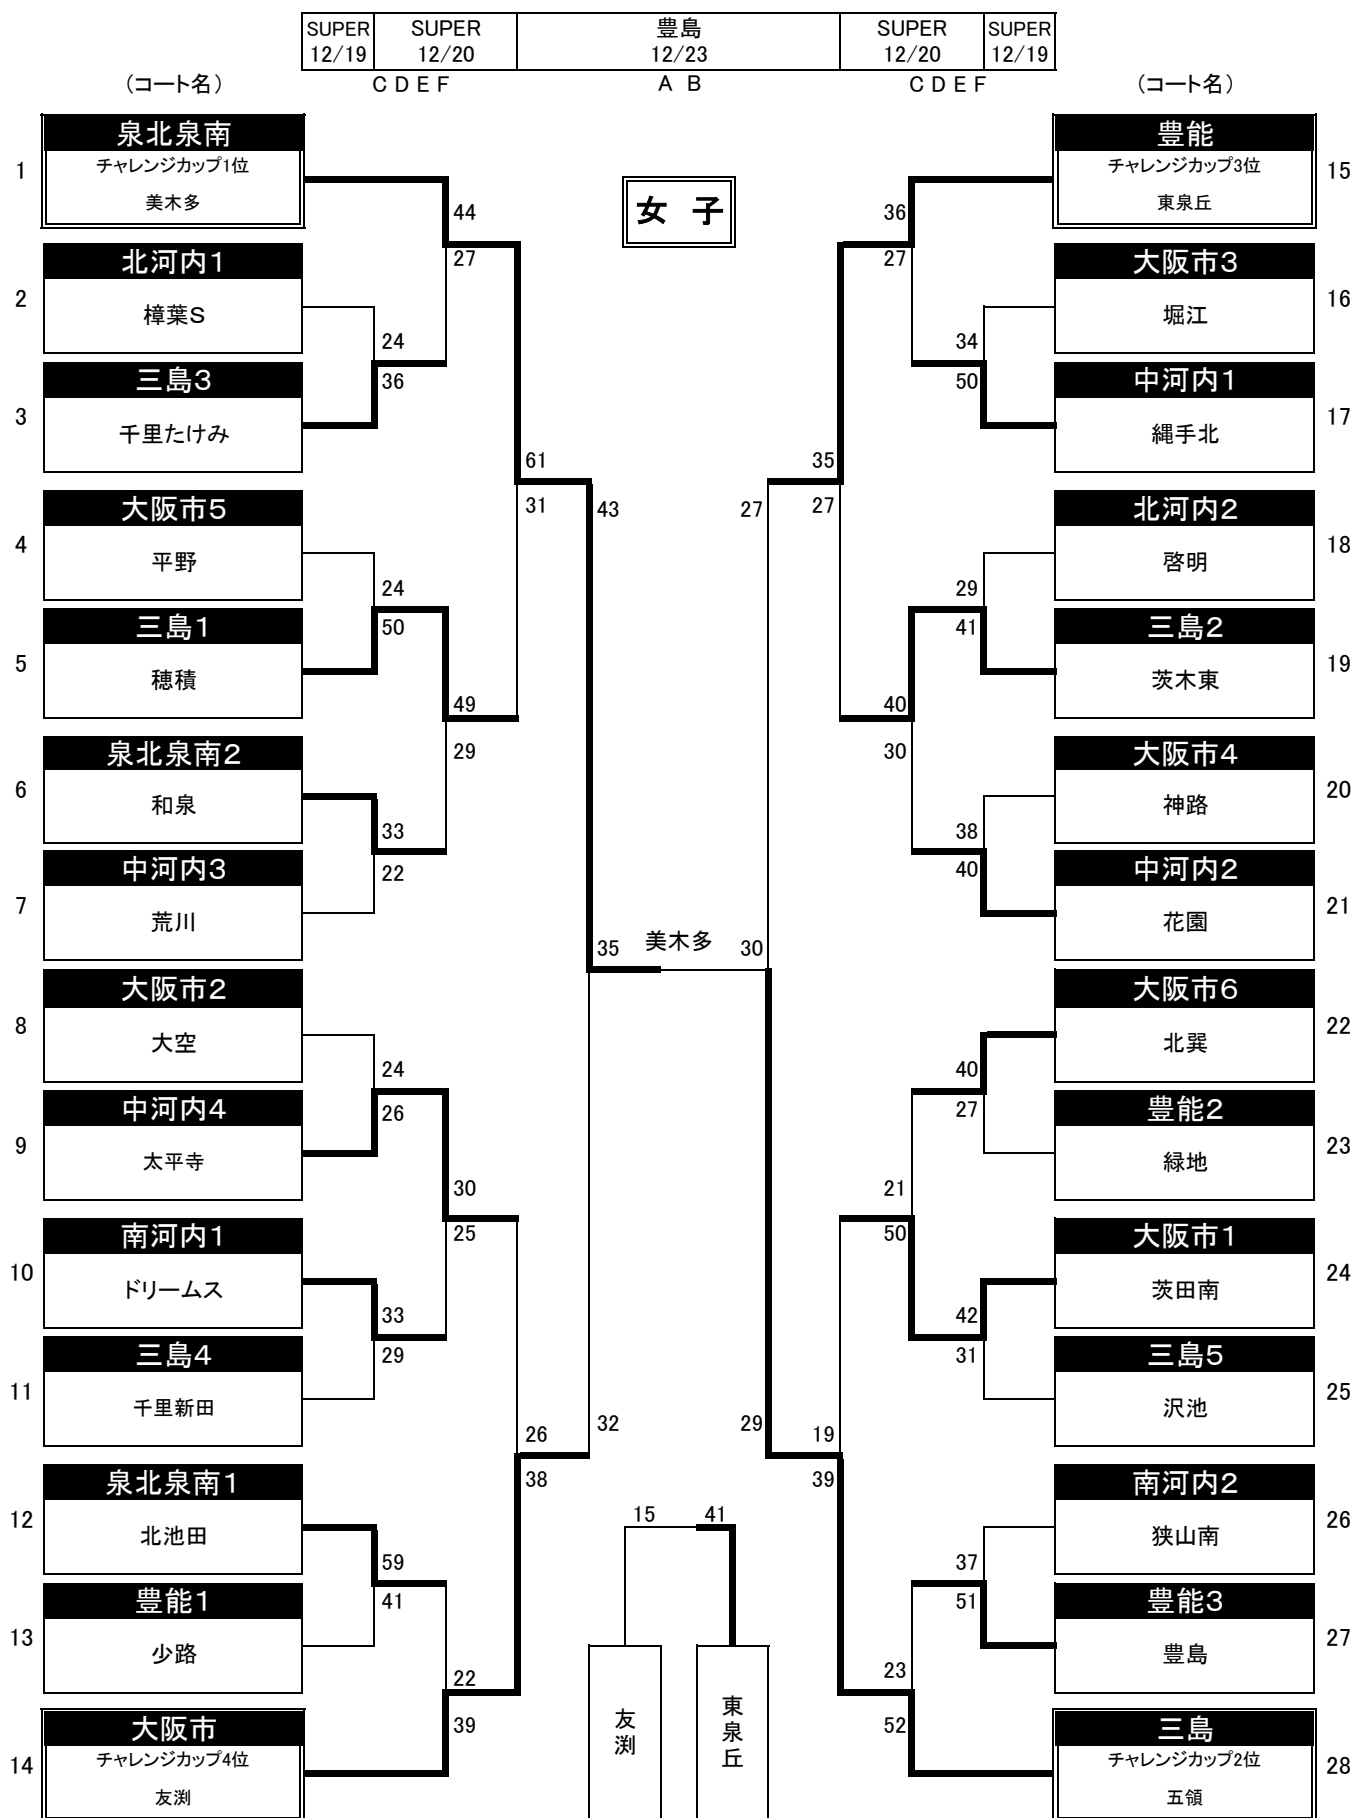 SUPER 12/19
SUPER 12/20
豊島 12/23
SUPER 12/20
SUPER 12/19
（コート名）
C D E F
A B
C D E F
（コート名）
女 子
1
泉北泉南
チャレンジカップ1位
美木多
2
北河内1
樟葉S
3
三島3
千里たけみ
4
大阪市5
平野
5
三島1
穂積
6
泉北泉南2
和泉
7
中河内3
荒川
8
大阪市2
大空
9
中河内4
太平寺
10
南河内1
ドリームス
11
三島4
千里新田
12
泉北泉南1
北池田
13
豊能1
少路
14
大阪市
チャレンジカップ4位
友渕
44
27
24
36
61
31
24
50
49
29
33
22
43
35
24
26
30
25
33
29
32
26
38
59
41
22
39
美木多
15
41
友渕
東泉丘
36
27
34
50
35
27
27
29
41
40
30
38
40
30
40
27
21
50
42
31
29
19
39
37
51
23
52
豊能
チャレンジカップ3位
東泉丘
15
大阪市3
堀江
16
中河内1
縄手北
17
北河内2
啓明
18
三島2
茨木東
19
大阪市4
神路
20
中河内2
花園
21
大阪市6
北巽
22
豊能2
緑地
23
大阪市1
茨田南
24
三島5
沢池
25
南河内2
狭山南
26
豊能3
豊島
27
三島
チャレンジカップ2位
五領
28